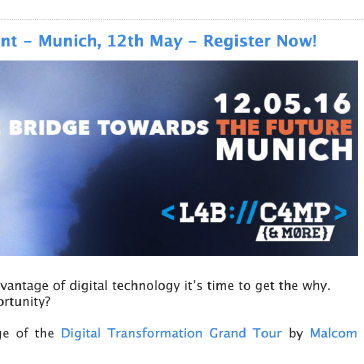 nt – Munich, 12th May – Register Now!
12.05.16
BRIDGE TOWARDS THE FUTURE
MUNICH
<L4B://C4MP>
{& MORE}
vantage of digital technology it's time to get the why.
ortunity?
ge of the Digital Transformation Grand Tour by Malcom